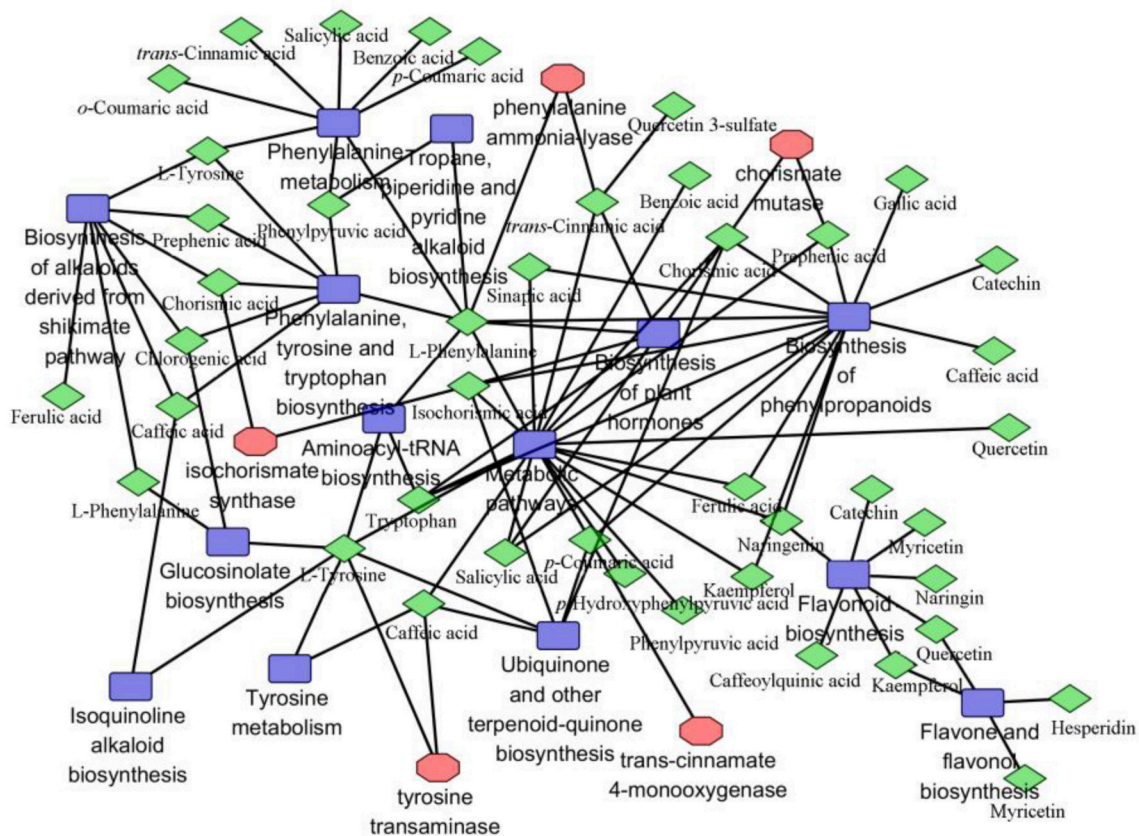 Salicylic acid
trans-Cinnamic acid
Benzoic acid
p-Coumaric acid
o-Coumaric acid
phenylalanine
ammonia-lyase
Quercetin 3-sulfate
Phenylalanine
metabolism
Tropane,
piperidine and
pyridine
alkaloid
biosynthesis
chorismate
mutase
L-Tyrosine
Benzoic acid
Gallic acid
Biosynthesis
of alkaloids
derived from
shikimate
pathway
Prephenic acid
Phenylpyruvic acid
trans-Cinnamic acid
Chorismic acid
Prephenic acid
Chorismic acid
Sinapic acid
Catechin
Phenylalanine,
tyrosine and
tryptophan
biosynthesis
Chlorogenic acid
L-Phenylalanine
Biosynthesis
of plant
hormones
Biosynthesis
of
phenylpropanoids
Caffeic acid
Ferulic acid
Caffeic acid
Isochorismic acid
isochorismate
synthase
Aminoacyl-tRNA
biosynthesis
Metabolic
pathways
Quercetin
L-Phenylalanine
Tryptophan
Ferulic acid
Catechin
Naringenin
Myricetin
Glucosinolate
biosynthesis
L-Tyrosine
Salicylic acid
p-Coumaric acid
Kaempferol
p-Hydroxyphenylpyruvic acid
Flavonoid
biosynthesis
Naringin
Caffeic acid
Phenylpyruvic acid
Quercetin
Ubiquinone
and other
terpenoid-quinone
biosynthesis
Caffeoylquinic acid
Kaempferol
Isoquinoline
alkaloid
biosynthesis
Tyrosine
metabolism
Hesperidin
Flavone and
flavonol
biosynthesis
trans-cinnamate
4-monooxygenase
tyrosine
transaminase
Myricetin